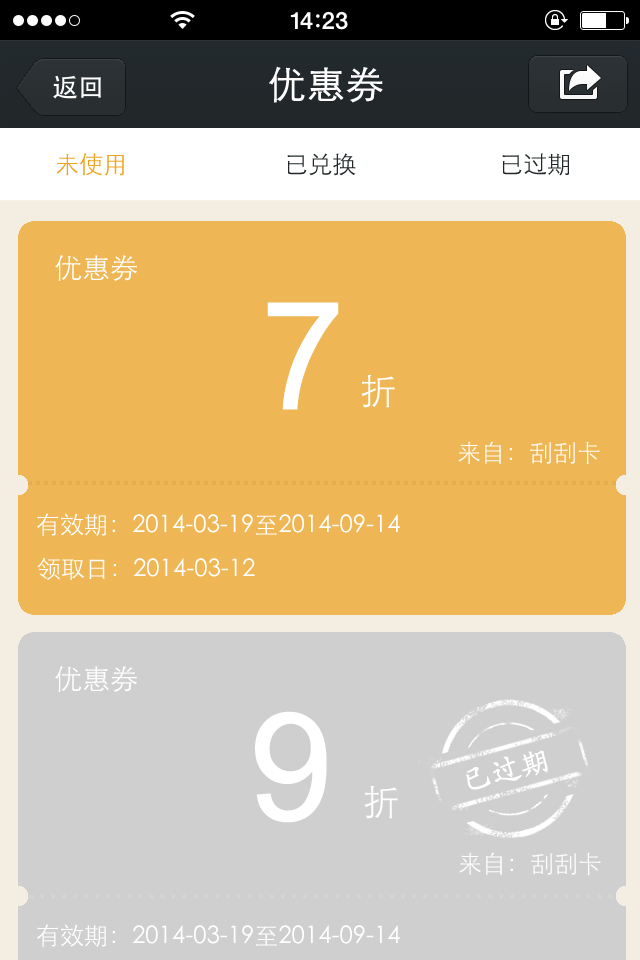 14:23
返回
优惠券
未使用
已兑换
已过期
优惠券
7 折
来自：刮刮卡
有效期：2014-03-19至2014-09-14
领取日：2014-03-12
优惠券
9 折
已过期
来自：刮刮卡
有效期：2014-03-19至2014-09-14